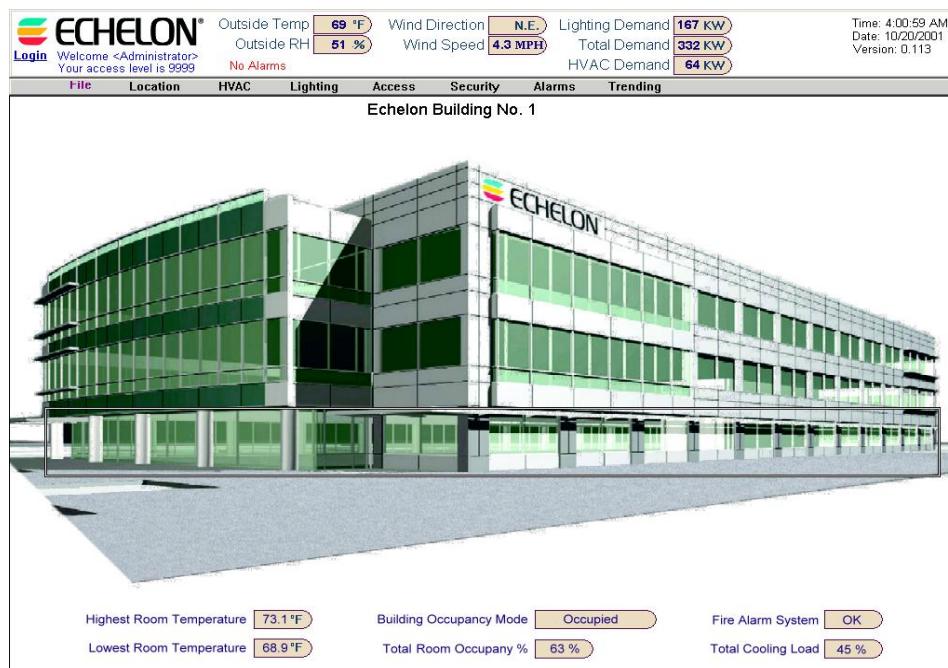 ECHELON®
Login
Welcome <Administrator>
Your access level is 9999
Outside Temp 69 °F
Outside RH 51 %
No Alarms
Wind Direction N.E.
Wind Speed 4.3 MPH
Lighting Demand 167 KW
Total Demand 332 KW
HVAC Demand 64 KW
Time: 4:00:59 AM
Date: 10/20/2001
Version: 0.113
File Location HVAC Lighting Access Security Alarms Trending
Echelon Building No. 1
ECHELON
Highest Room Temperature 73.1 °F
Lowest Room Temperature 68.9 °F
Building Occupancy Mode Occupied
Total Room Occupany % 63 %
Fire Alarm System OK
Total Cooling Load 45 %